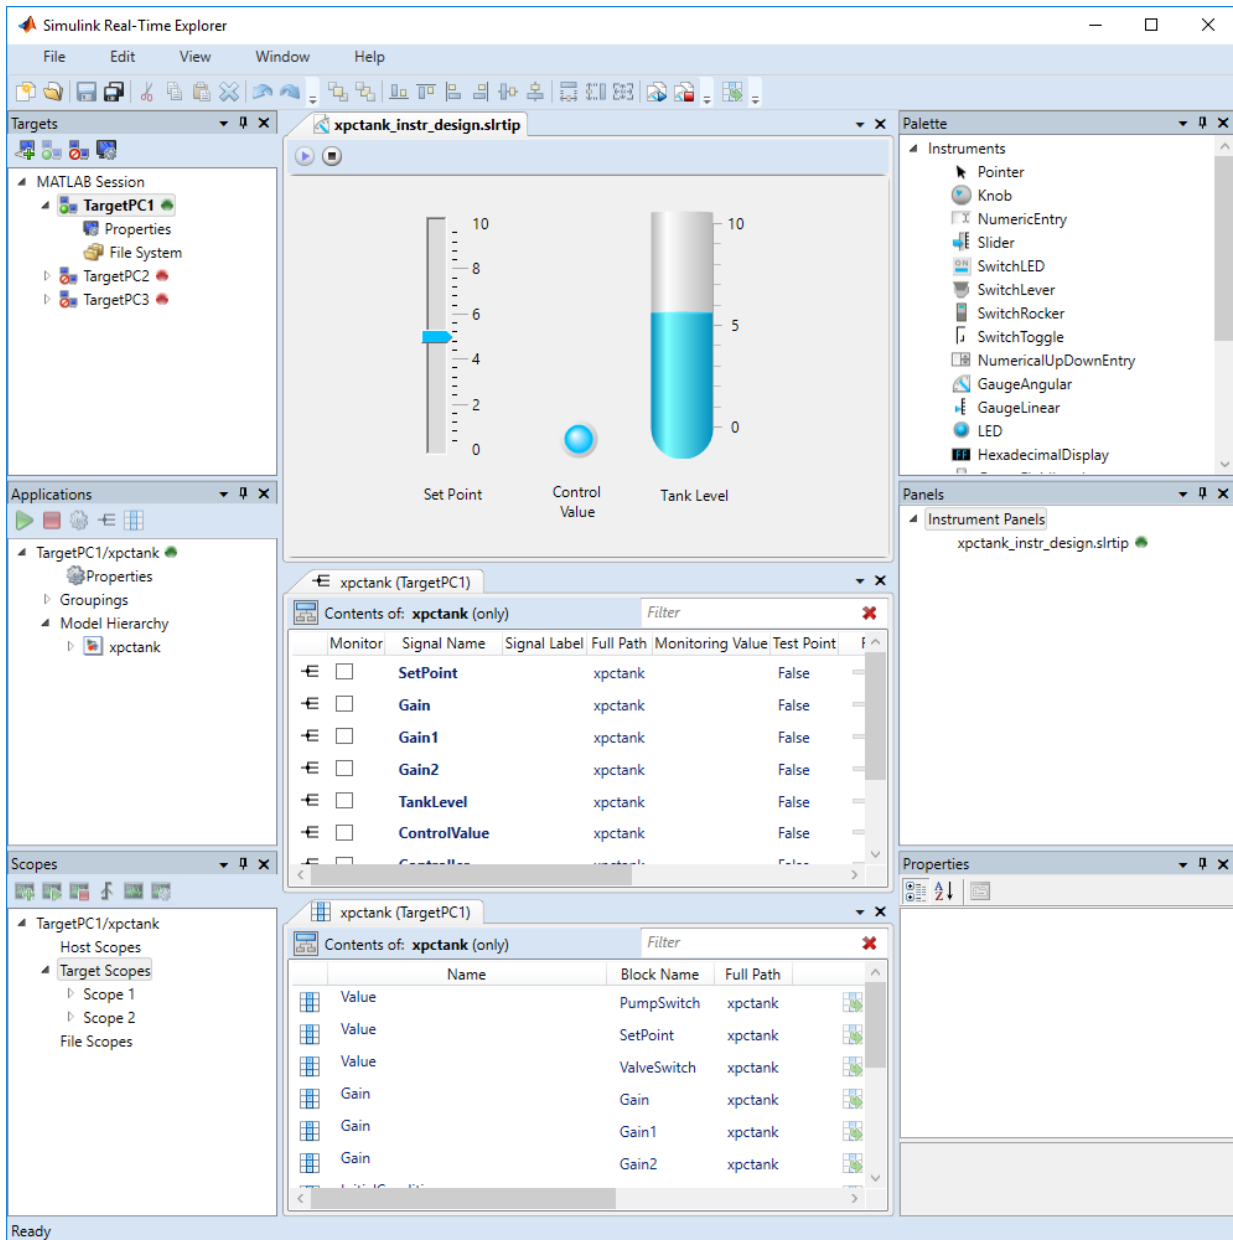 Simulink Real-Time Explorer
File Edit View Window Help
Targets
MATLAB Session
TargetPC1
Properties
File System
TargetPC2
TargetPC3
Applications
TargetPC1/xpctank
Properties
Groupings
Model Hierarchy
xpctank
Scopes
TargetPC1/xpctank
Host Scopes
Target Scopes
Scope 1
Scope 2
File Scopes
xpctank_instr_design.slrtip
10
8
6
4
2
0
Set Point
Control
Value
10
5
0
Tank Level
xpctank (TargetPC1)
Contents of: xpctank (only) Filter
Monitor Signal Name Signal Label Full Path Monitoring Value Test Point
SetPoint xpctank False
Gain xpctank False
Gain1 xpctank False
Gain2 xpctank False
TankLevel xpctank False
ControlValue xpctank False
xpctank (TargetPC1)
Contents of: xpctank (only) Filter
Name Block Name Full Path
Value PumpSwitch xpctank
Value SetPoint xpctank
Value ValveSwitch xpctank
Gain Gain xpctank
Gain Gain1 xpctank
Gain Gain2 xpctank
Palette
Instruments
Pointer
Knob
NumericEntry
Slider
SwitchLED
SwitchLever
SwitchRocker
SwitchToggle
NumericalUpDownEntry
GaugeAngular
GaugeLinear
LED
HexadecimalDisplay
Panels
Instrument Panels
xpctank_instr_design.slrtip
Properties
Ready